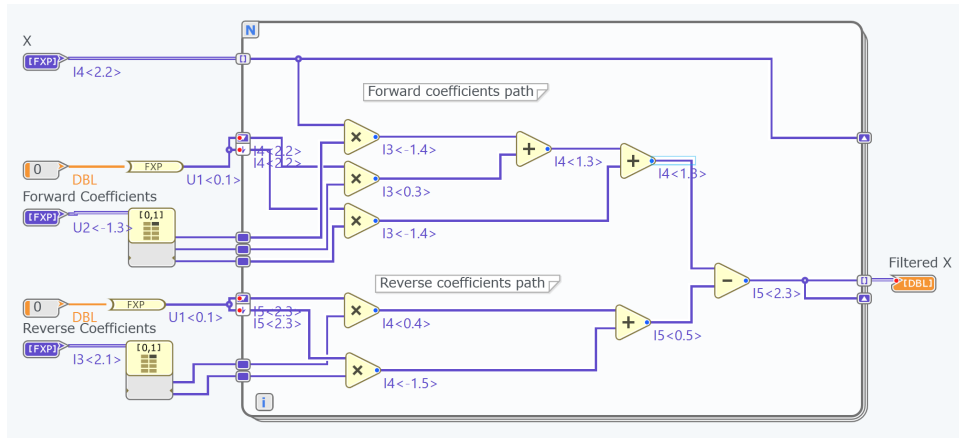 N
X
[FXP]
I4<2.2>
[]
Forward coefficients path
×
I3<-1.4>
+
I4<1.3>
+
I4<1.3>
I4<2.2>
I4<2.2>
0
DBL
FXP
U1<0.1>
×
I3<0.3>
Forward Coefficients
[FXP]
U2<-1.3>
[0,1]
×
I3<-1.4>
Reverse coefficients path
−
I5<2.3>
Filtered X
[]
[DBL]
0
DBL
FXP
U1<0.1>
I5<2.3>
I5<2.3>
×
I4<0.4>
+
I5<0.5>
Reverse Coefficients
[FXP]
I3<2.1>
[0,1]
×
I4<-1.5>
i